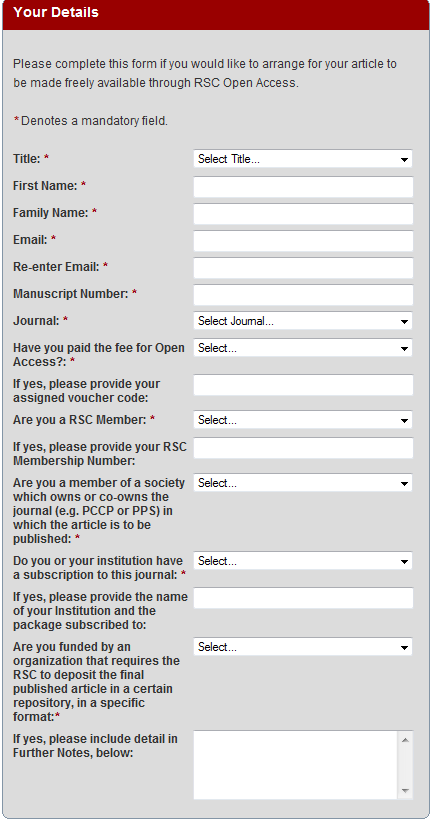 Your Details
Please complete this form if you would like to arrange for your article to
be made freely available through RSC Open Access.
*Denotes a mandatory field.
Title: * Select Title...
First Name: *
Family Name: *
Email: *
Re-enter Email: *
Manuscript Number: *
Journal: * Select Journal...
Have you paid the fee for Open Select...
Access?: *
If yes, please provide your
assigned voucher code:
Are you a RSC Member: * Select...
If yes, please provide your RSC
Membership Number:
Are you a member of a society Select...
which owns or co-owns the
journal (e.g. PCCP or PPS) in
which the article is to be
published: *
Do you or your institution have Select...
a subscription to this journal: *
If yes, please provide the name
of your Institution and the
package subscribed to:
Are you funded by an Select...
organization that requires the
RSC to deposit the final
published article in a certain
repository, in a specific
format:*
If yes, please include detail in
Further Notes, below: